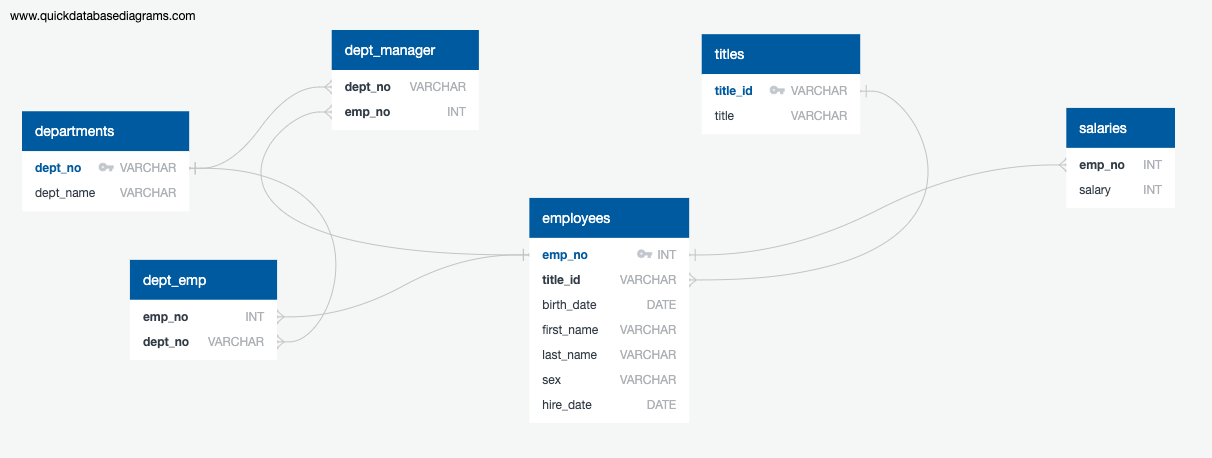 www.quickdatabasediagrams.com
dept_manager
dept_no VARCHAR
emp_no INT
titles
title_id VARCHAR
title VARCHAR
departments
dept_no VARCHAR
dept_name VARCHAR
salaries
emp_no INT
salary INT
employees
emp_no INT
title_id VARCHAR
birth_date DATE
first_name VARCHAR
last_name VARCHAR
sex VARCHAR
hire_date DATE
dept_emp
emp_no INT
dept_no VARCHAR